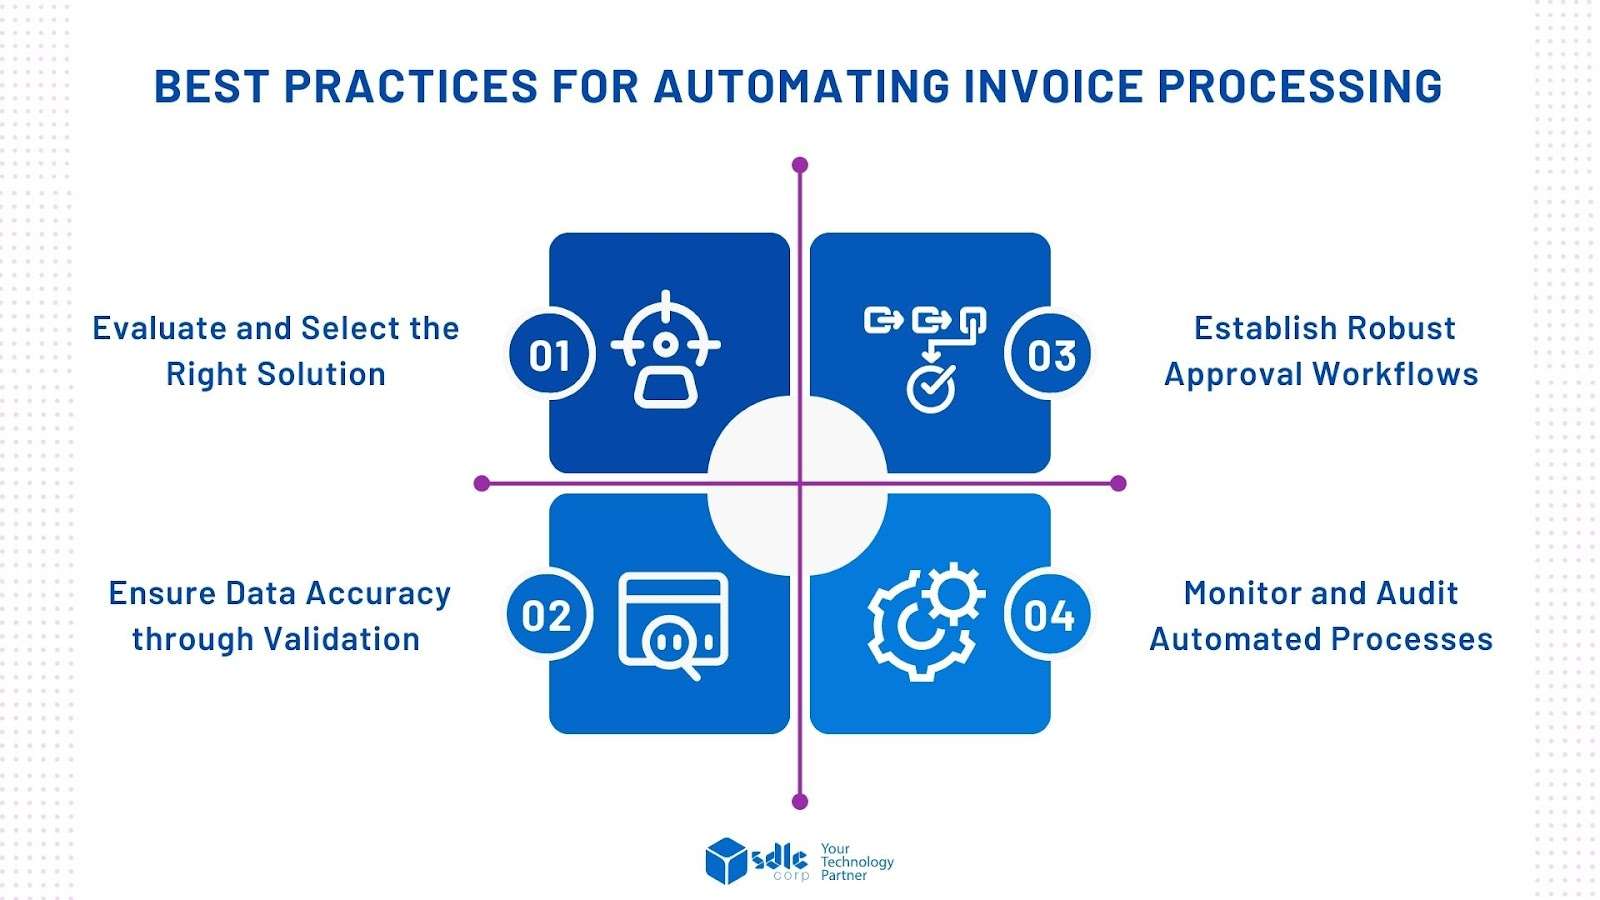 BEST PRACTICES FOR AUTOMATING INVOICE PROCESSING
Evaluate and Select the
Right Solution
01
Ensure Data Accuracy
through Validation
02
03
Establish Robust
Approval Workflows
04
Monitor and Audit
Automated Processes
sdlc
corp
Your
Technology
Partner